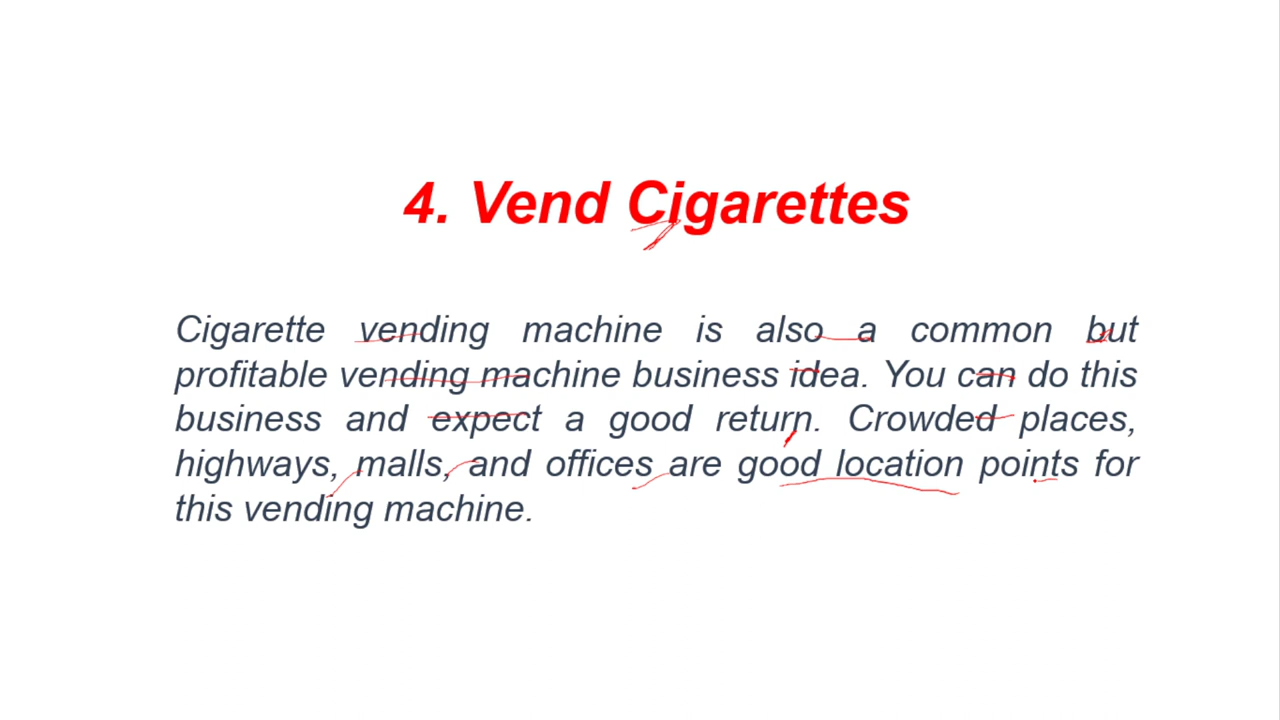 4. Vend Cigarettes
Cigarette vending machine is also a common but
profitable vending machine business idea. You can do this
business and expect a good return. Crowded places,
highways, malls, and offices are good location points for
this vending machine.